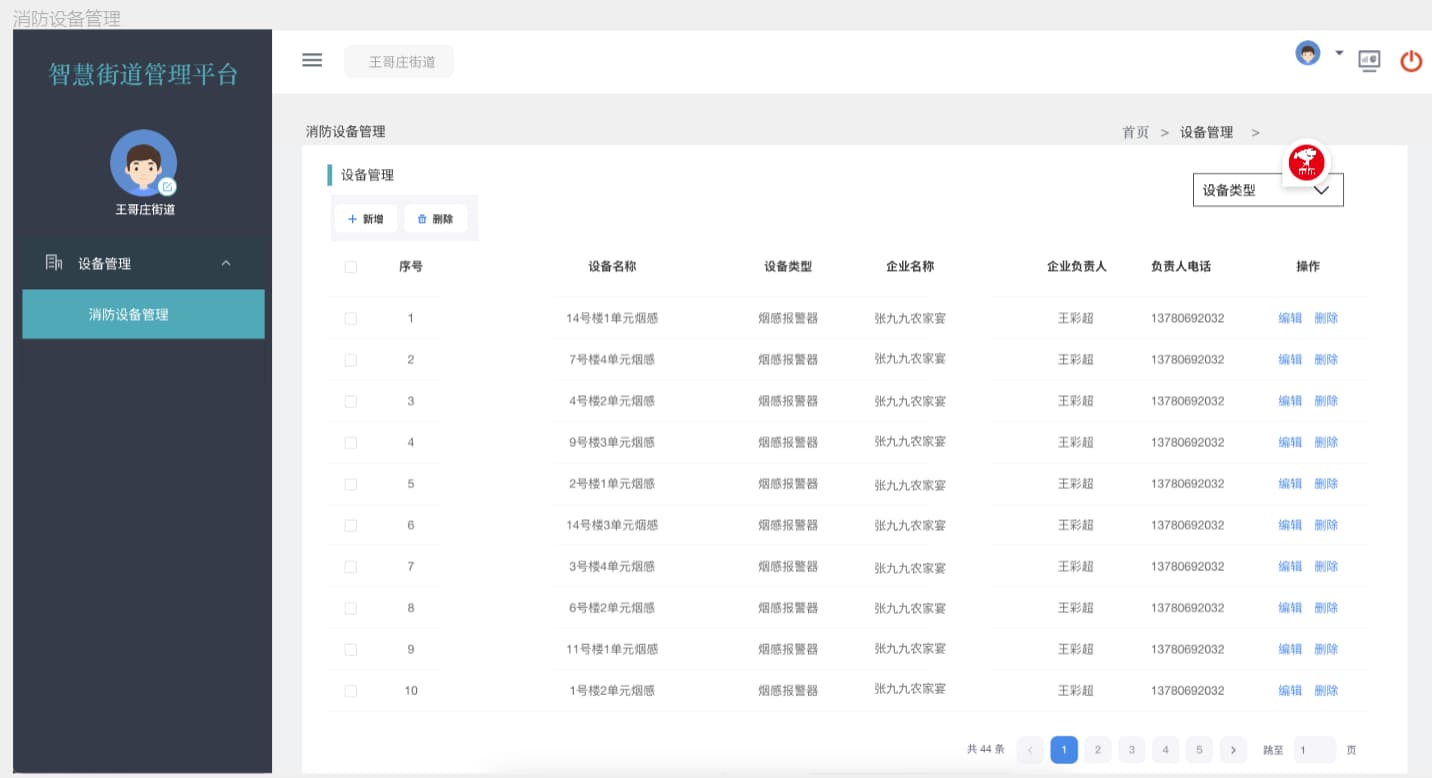 消防设备管理
智慧街道管理平台
王哥庄街道
设备管理
消防设备管理
王哥庄街道
消防设备管理
首页 > 设备管理 >
设备管理
京东
设备类型
+ 新增 删除
序号 设备名称 设备类型 企业名称 企业负责人 负责人电话 操作
1 14号楼1单元烟感 烟感报警器 张九九农家宴 王彩超 13780692032 编辑 删除
2 7号楼4单元烟感 烟感报警器 张九九农家宴 王彩超 13780692032 编辑 删除
3 4号楼2单元烟感 烟感报警器 张九九农家宴 王彩超 13780692032 编辑 删除
4 9号楼3单元烟感 烟感报警器 张九九农家宴 王彩超 13780692032 编辑 删除
5 2号楼1单元烟感 烟感报警器 张九九农家宴 王彩超 13780692032 编辑 删除
6 14号楼3单元烟感 烟感报警器 张九九农家宴 王彩超 13780692032 编辑 删除
7 3号楼4单元烟感 烟感报警器 张九九农家宴 王彩超 13780692032 编辑 删除
8 6号楼2单元烟感 烟感报警器 张九九农家宴 王彩超 13780692032 编辑 删除
9 11号楼1单元烟感 烟感报警器 张九九农家宴 王彩超 13780692032 编辑 删除
10 1号楼2单元烟感 烟感报警器 张九九农家宴 王彩超 13780692032 编辑 删除
共 44 条 < 1 2 3 4 5 > 跳至 1 页